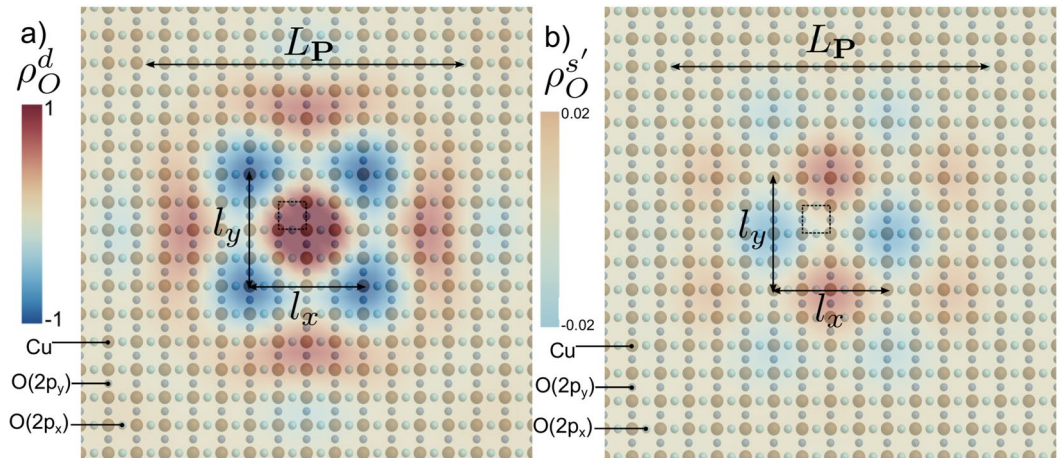 a)
L_P
ρ_O^d
1
-1
l_y
l_x
Cu
O(2p_y)
O(2p_x)
b)
L_P
ρ_O^{s'}
0.02
-0.02
l_y
l_x
Cu
O(2p_y)
O(2p_x)